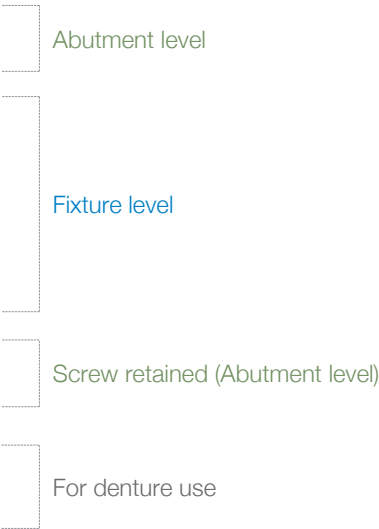 Abutment level
Fixture level
Screw retained (Abutment level)
For denture use